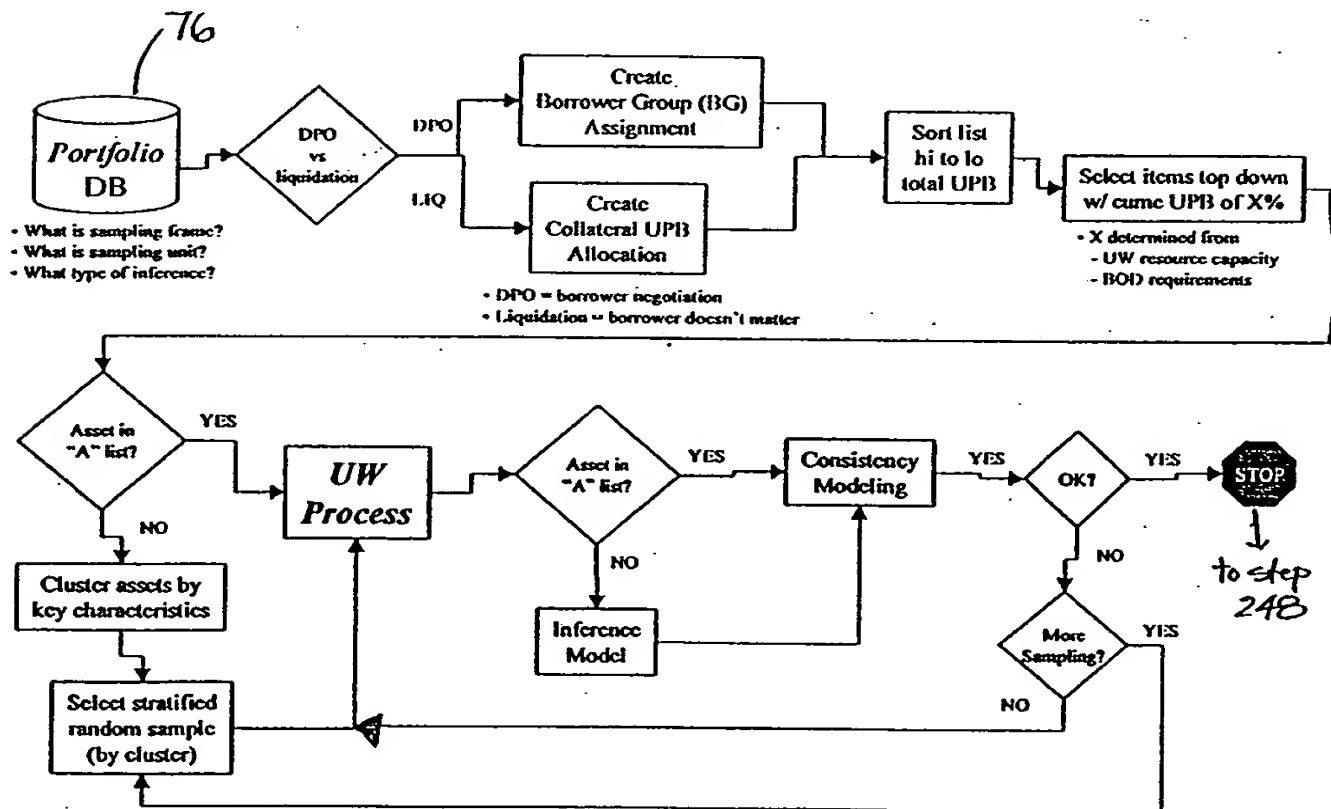 76
Portfolio
DB
• What is sampling frame?
• What is sampling unit?
• What type of inference?
DPO
vs
liquidation
DPO
LIQ
Create
Borrower Group (BG)
Assignment
Create
Collateral UPB
Allocation
• DPO = borrower negotiation
• Liquidation = borrower doesn't matter
Sort list
hi to lo
total UPB
Select items top down
w/ cume UPB of X%
• X determined from
- UW resource capacity
- BOD requirements
Asset in
"A" list?
YES
NO
Cluster assets by
key characteristics
Select stratified
random sample
(by cluster)
UW
Process
Asset in
"A" list?
YES
NO
Inference
Model
Consistency
Modeling
YES
OK?
YES
NO
STOP
to step
248
More
Sampling?
YES
NO